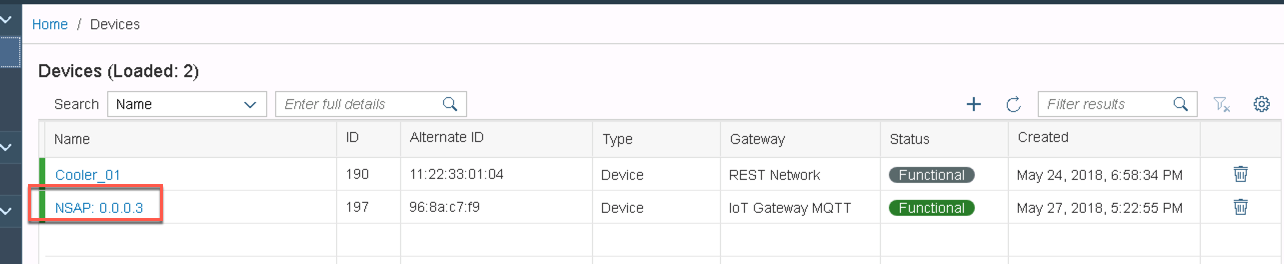 Home / Devices
Devices (Loaded: 2)
Search Name Enter full details Filter results
Name ID Alternate ID Type Gateway Status Created
Cooler_01 190 11:22:33:01:04 Device REST Network Functional May 24, 2018, 6:58:34 PM
NSAP: 0.0.0.3 197 96:8a:c7:f9 Device IoT Gateway MQTT Functional May 27, 2018, 5:22:55 PM